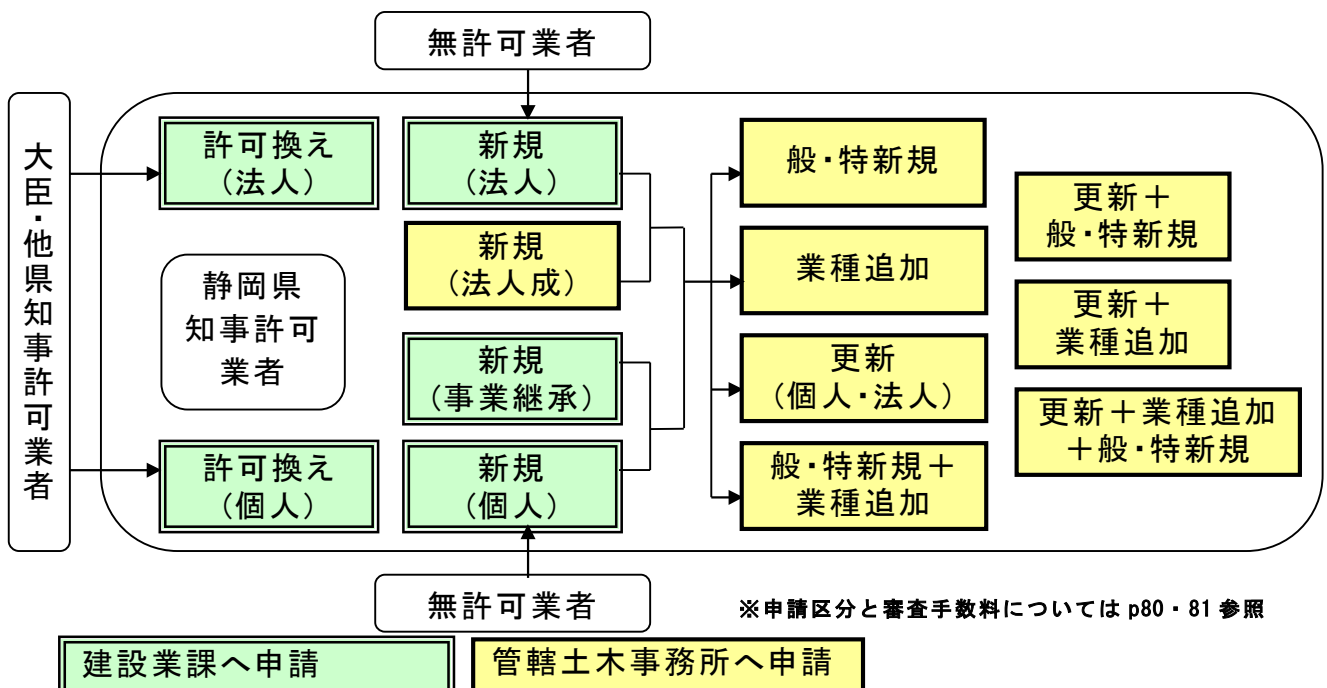 無許可業者
大臣・他県知事許可業者
許可換え
（法人）
新規
（法人）
新規
（法人成）
静岡県
知事許可
業者
新規
（事業継承）
許可換え
（個人）
新規
（個人）
般・特新規
業種追加
更新
（個人・法人）
般・特新規＋
業種追加
更新＋
般・特新規
更新＋
業種追加
更新＋業種追加
＋般・特新規
無許可業者
※申請区分と審査手数料については p80・81 参照
建設業課へ申請
管轄土木事務所へ申請